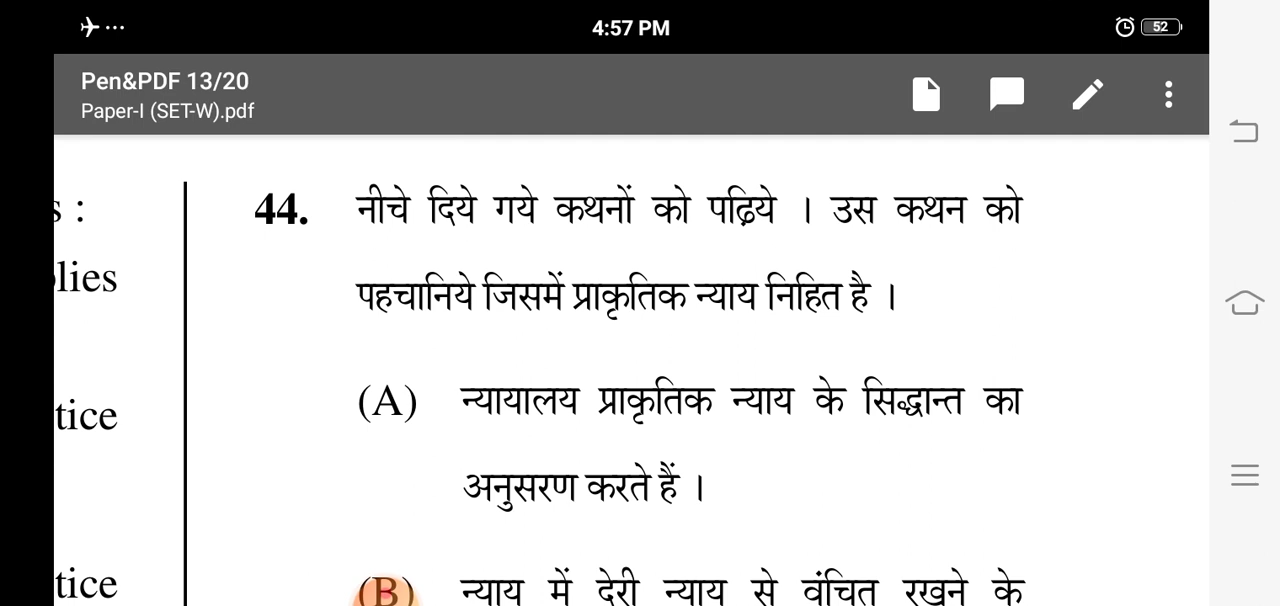 4:57 PM
52
Pen&PDF 13/20
Paper-I (SET-W).pdf
s :
lies
tice
tice
44. नीचे दिये गये कथनों को पढ़िये । उस कथन को
पहचानिये जिसमें प्राकृतिक न्याय निहित है ।
(A) न्यायालय प्राकृतिक न्याय के सिद्धान्त का
अनुसरण करते हैं ।
(B) न्याय में देरी न्याय से वंचित रखने के